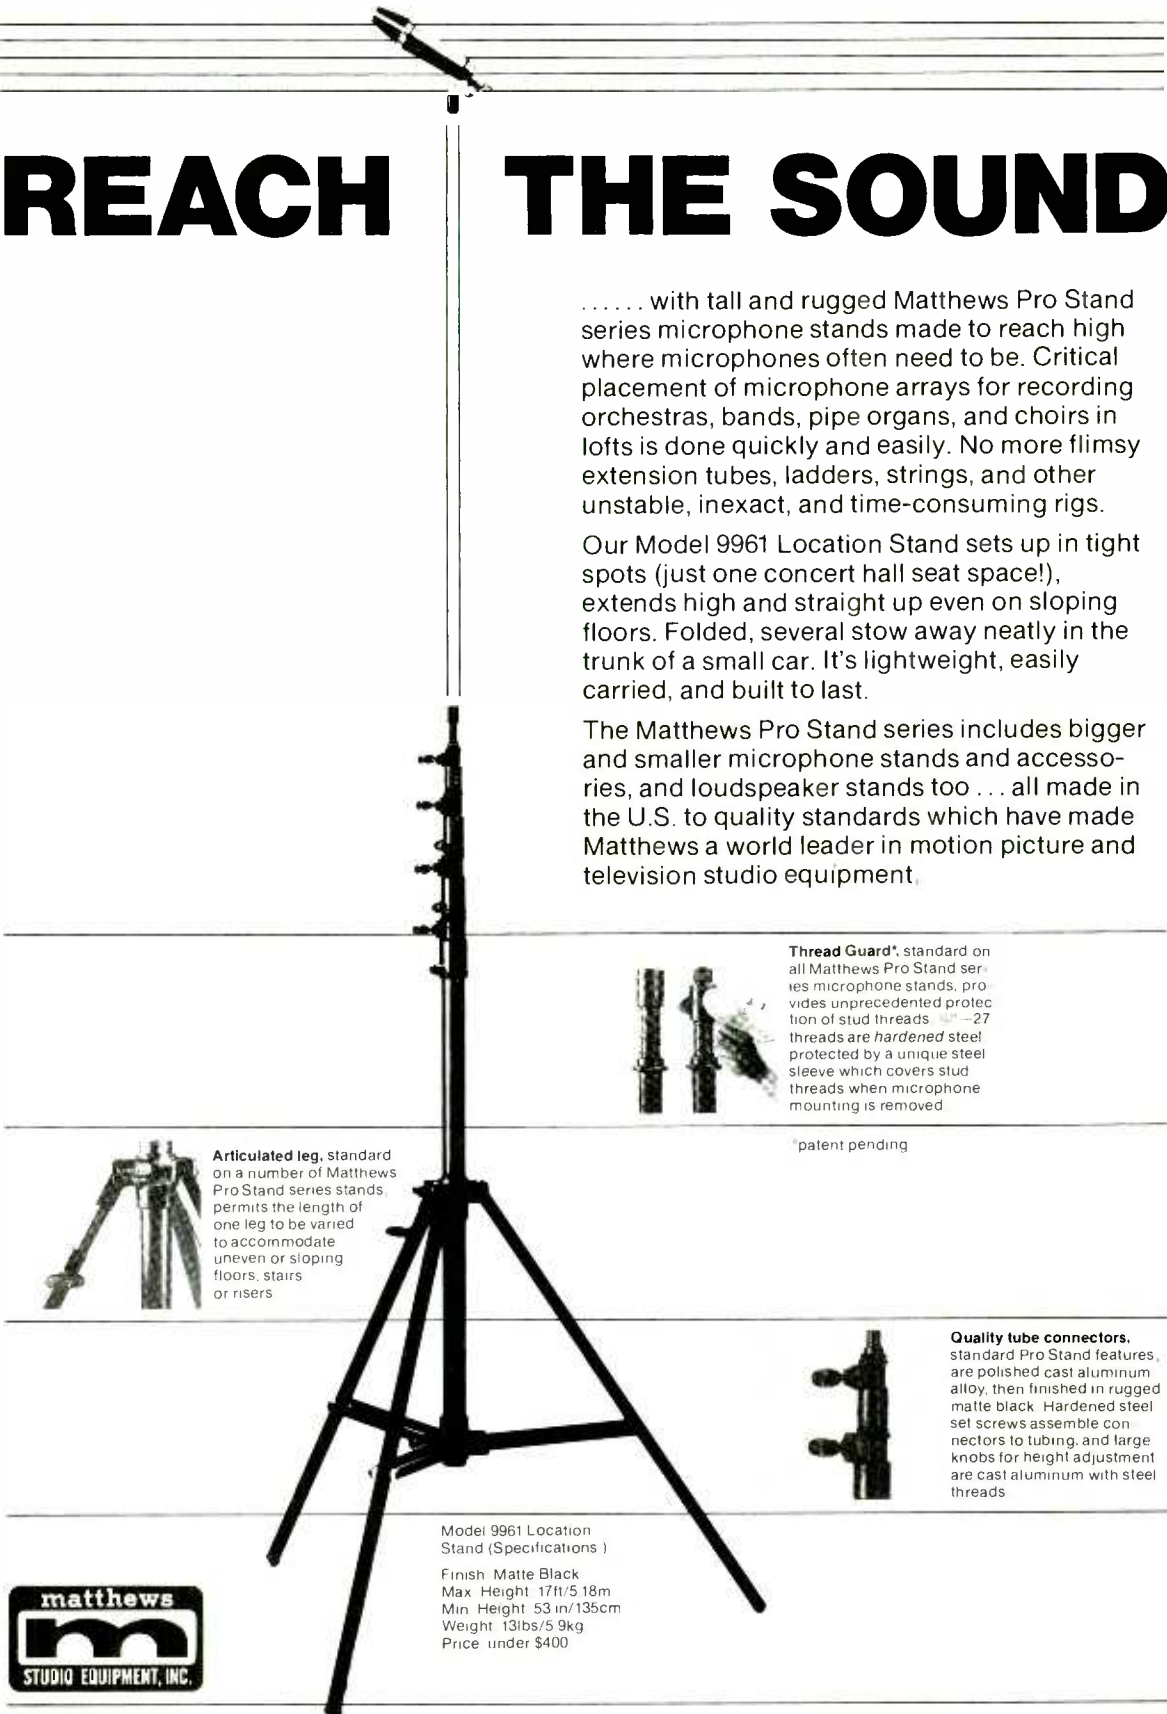 REACH THE SOUND
...... with tall and rugged Matthews Pro Stand
series microphone stands made to reach high
where microphones often need to be. Critical
placement of microphone arrays for recording
orchestras, bands, pipe organs, and choirs in
lofts is done quickly and easily. No more flimsy
extension tubes, ladders, strings, and other
unstable, inexact, and time-consuming rigs.
Our Model 9961 Location Stand sets up in tight
spots (just one concert hall seat space!),
extends high and straight up even on sloping
floors. Folded, several stow away neatly in the
trunk of a small car. It's lightweight, easily
carried, and built to last.
The Matthews Pro Stand series includes bigger
and smaller microphone stands and accesso-
ries, and loudspeaker stands too ... all made in
the U.S. to quality standards which have made
Matthews a world leader in motion picture and
television studio equipment.
Thread Guard*, standard on
all Matthews Pro Stand ser-
ies microphone stands, pro
vides unprecedented protec
tion of stud threads –27
threads are hardened steel
protected by a unique steel
sleeve which covers stud
threads when microphone
mounting is removed
*patent pending
Articulated leg, standard
on a number of Matthews
Pro Stand series stands,
permits the length of
one leg to be varied
to accommodate
uneven or sloping
floors, stairs
or risers
Quality tube connectors,
standard Pro Stand features,
are polished cast aluminum
alloy, then finished in rugged
matte black Hardened steel
set screws assemble con
nectors to tubing, and large
knobs for height adjustment
are cast aluminum with steel
threads
Model 9961 Location
Stand (Specifications )
Finish Matte Black
Max Height 17ft/5 18m
Min Height 53 in/135cm
Weight 13lbs/5 9kg
Price under $400
matthews
m
STUDIO EQUIPMENT, INC.